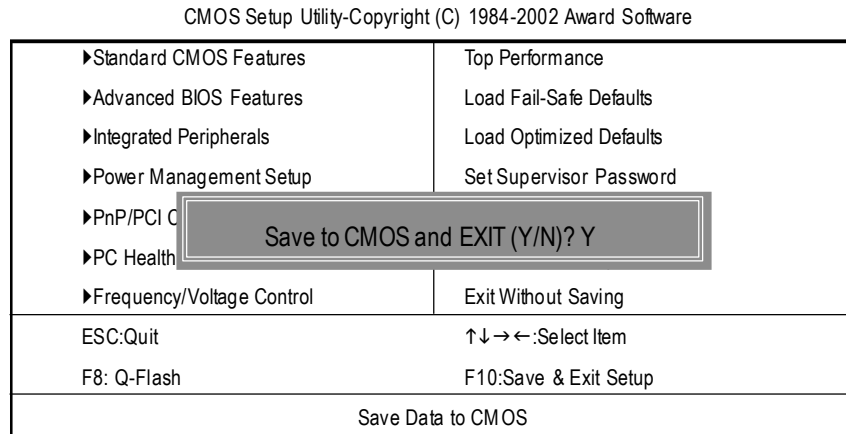 CMOS Setup Utility-Copyright (C) 1984-2002 Award Software
▶Standard CMOS Features Top Performance
▶Advanced BIOS Features Load Fail-Safe Defaults
▶Integrated Peripherals Load Optimized Defaults
▶Power Management Setup Set Supervisor Password
▶PnP/PCI C
Save to CMOS and EXIT (Y/N)? Y
▶PC Health
▶Frequency/Voltage Control Exit Without Saving
ESC:Quit ↑↓→←:Select Item
F8: Q-Flash F10:Save & Exit Setup
Save Data to CMOS